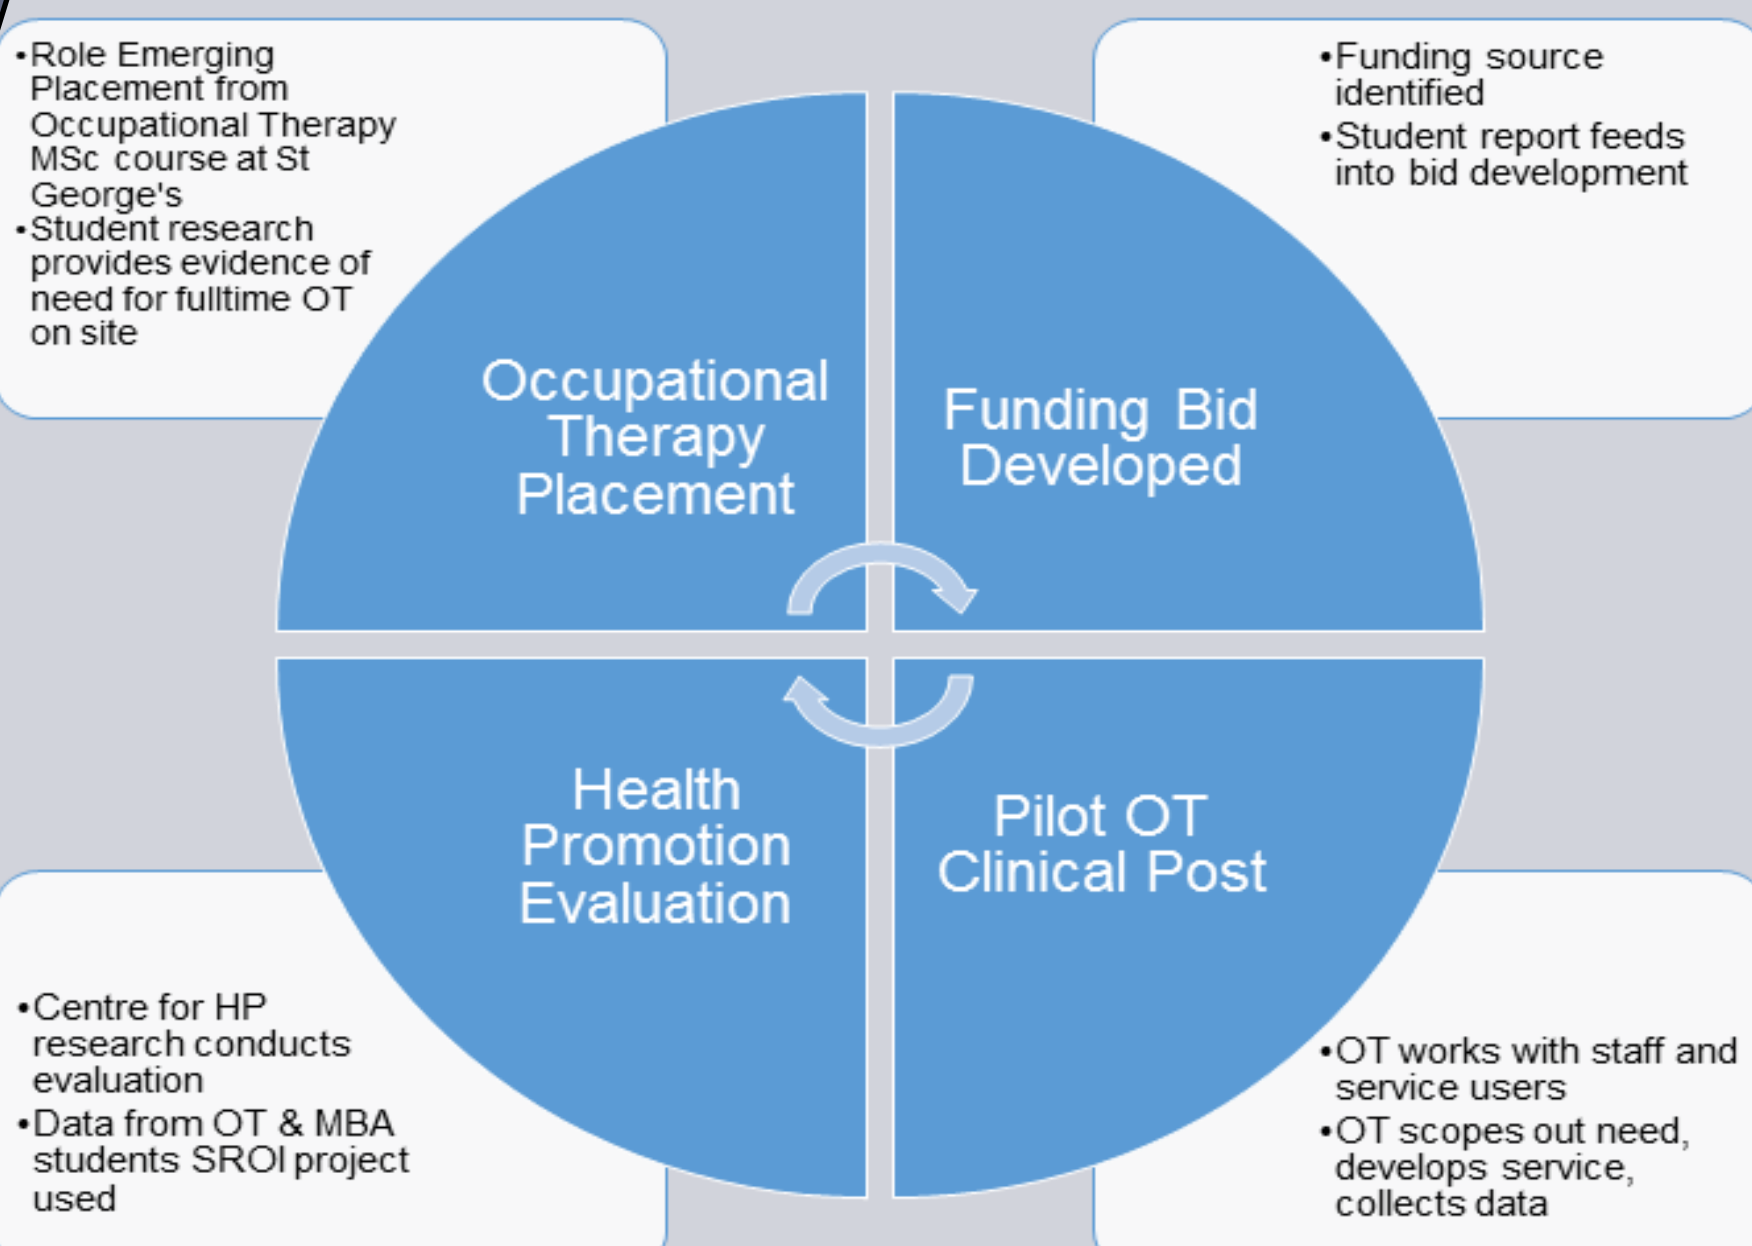 •Role Emerging
Placement from
Occupational Therapy
MSc course at St
George's
•Student research
provides evidence of
need for fulltime OT
on site
•Funding source
identified
•Student report feeds
into bid development
Occupational
Therapy
Placement
Funding Bid
Developed
Health
Promotion
Evaluation
Pilot OT
Clinical Post
•Centre for HP
research conducts
evaluation
•Data from OT & MBA
students SROI project
used
•OT works with staff and
service users
•OT scopes out need,
develops service,
collects data